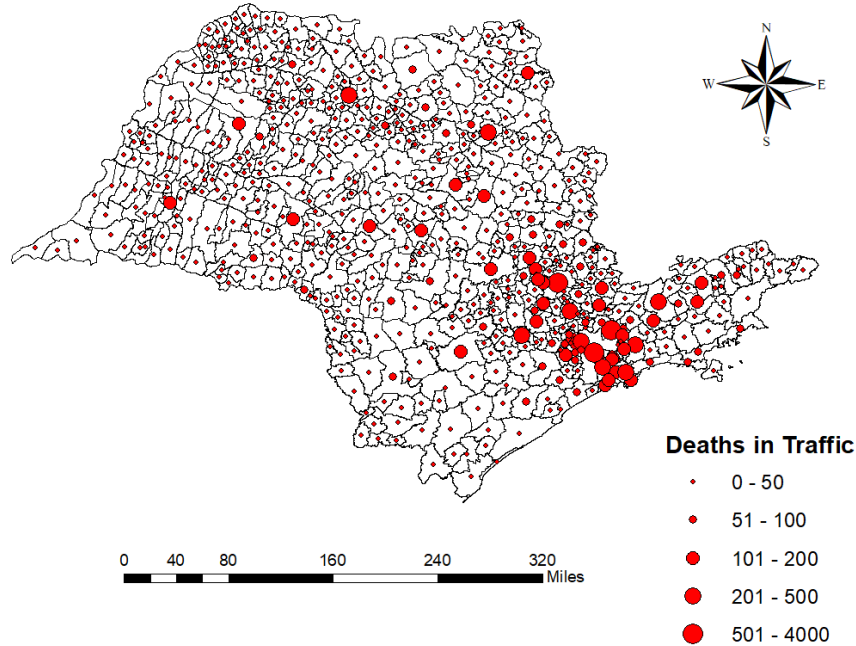 N
W E
S
Deaths in Traffic
0 - 50
51 - 100
101 - 200
201 - 500
501 - 4000
0 40 80 160 240 320
Miles